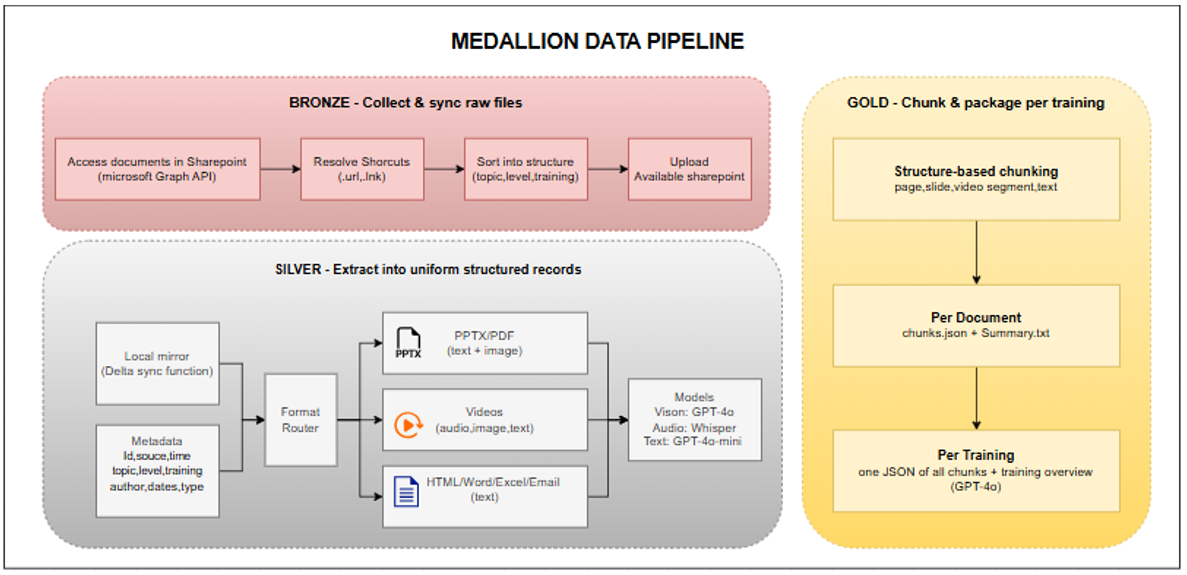 MEDALLION DATA PIPELINE
BRONZE - Collect & sync raw files
Access documents in Sharepoint
(microsoft Graph API)
Resolve Shorcuts
(.url,.lnk)
Sort into structure
(topic,level,training)
Upload
Available sharepoint
SILVER - Extract into uniform structured records
Local mirror
(Delta sync function)
Metadata
Id,souce,time
topic,level,training
author,dates,type
Format
Router
PPTX
PPTX/PDF
(text + image)
Videos
(audio,image,text)
HTML/Word/Excel/Email
(text)
Models
Vison: GPT-4o
Audio: Whisper
Text: GPT-4o-mini
GOLD - Chunk & package per training
Structure-based chunking
page,slide,video segment,text
Per Document
chunks.json + Summary.txt
Per Training
one JSON of all chunks + training overview
(GPT-4o)